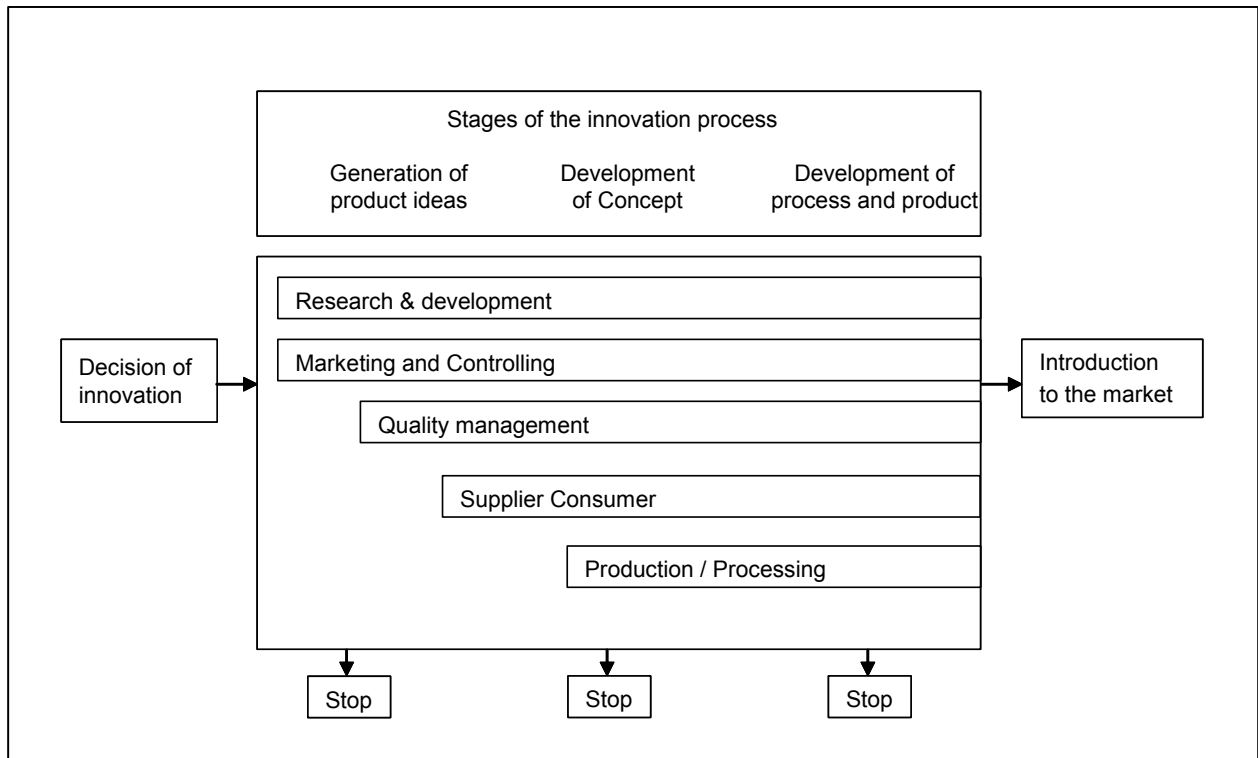 Stages of the innovation process
Generation of
product ideas
Development
of Concept
Development of
process and product
Research & development
Marketing and Controlling
Quality management
Supplier Consumer
Production / Processing
Decision of
innovation
Introduction
to the market
Stop
Stop
Stop